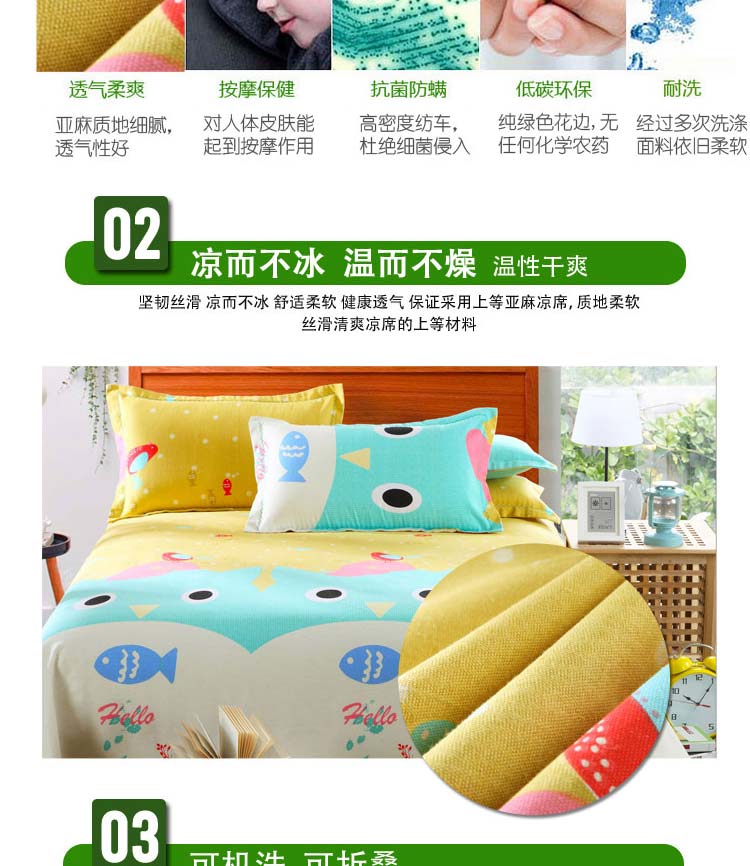 透气柔爽 按摩保健 抗菌防螨 低碳环保 耐洗
亚麻质地细腻，
透气性好
对人体皮肤能
起到按摩作用
高密度纺车，
杜绝细菌侵入
纯绿色花边，无
任何化学农药
经过多次洗涤
面料依旧柔软
02
凉而不冰 温而不燥 温性干爽
坚韧丝滑 凉而不冰 舒适柔软 健康透气 保证采用上等亚麻凉席，质地柔软
丝滑清爽凉席的上等材料
Hello Hello
03
可机洗 可折叠